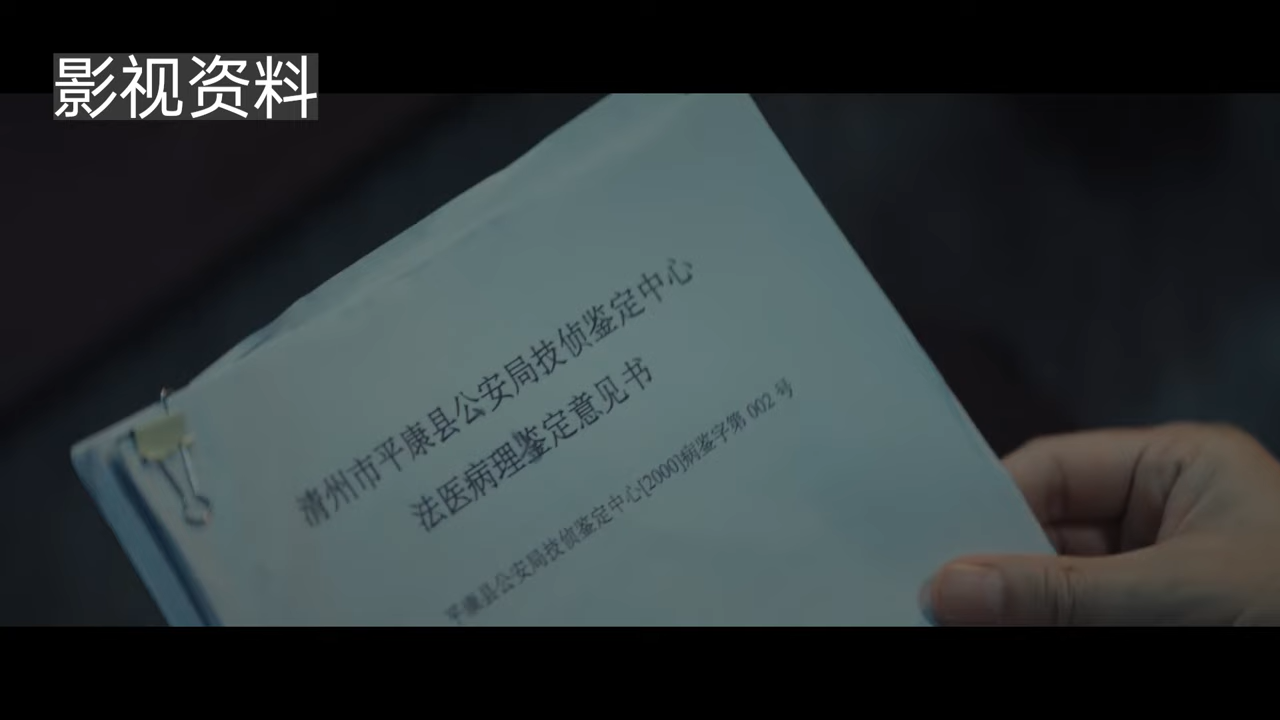 影视资料
清州市平康县公安局技侦鉴定中心
法医病理鉴定意见书
平康县公安局技侦鉴定中心[2000]病鉴字第 002 号